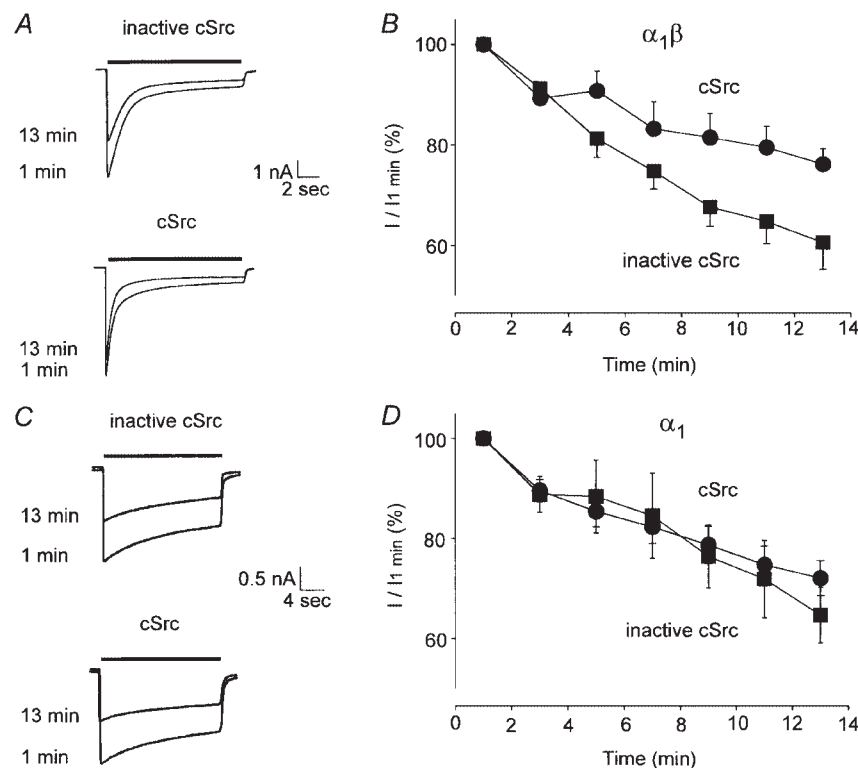 A
inactive cSrc
13 min
1 min
1 nA
2 sec
cSrc
13 min
1 min
B
α1β
100
80
60
I / I1 min (%)
cSrc
inactive cSrc
0 2 4 6 8 10 12 14
Time (min)
C
inactive cSrc
13 min
1 min
0.5 nA
4 sec
cSrc
13 min
1 min
D
α1
100
80
60
I / I1 min (%)
cSrc
inactive cSrc
0 2 4 6 8 10 12 14
Time (min)